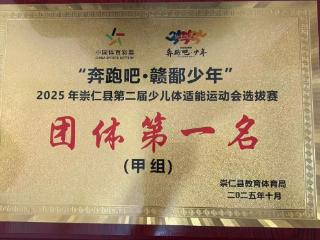 中国体育彩票
CHINA SPORTS LOTTERY
奔跑吧·少年
“奔跑吧·赣鄱少年”
2025年崇仁县第二届少儿体适能运动会选拔赛
团体第一名
（甲组）
崇仁县教育体育局
二〇二五年十月